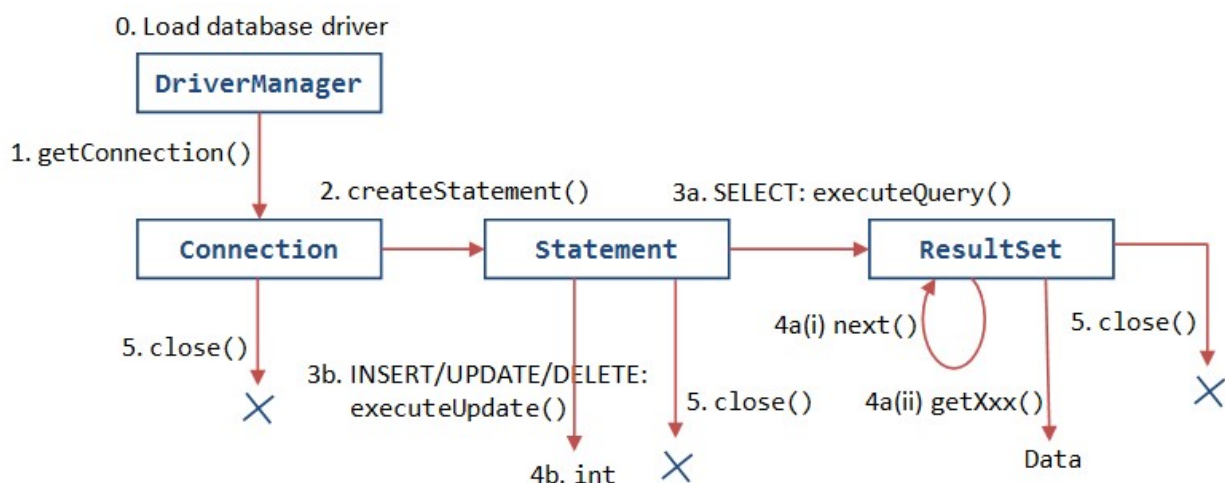 0. Load database driver
DriverManager
1. getConnection()
2. createStatement()
3a. SELECT: executeQuery()
Connection
Statement
ResultSet
4a(i) next()
5. close()
5. close()
3b. INSERT/UPDATE/DELETE:
executeUpdate()
5. close()
4a(ii) getXxx()
4b. int
Data